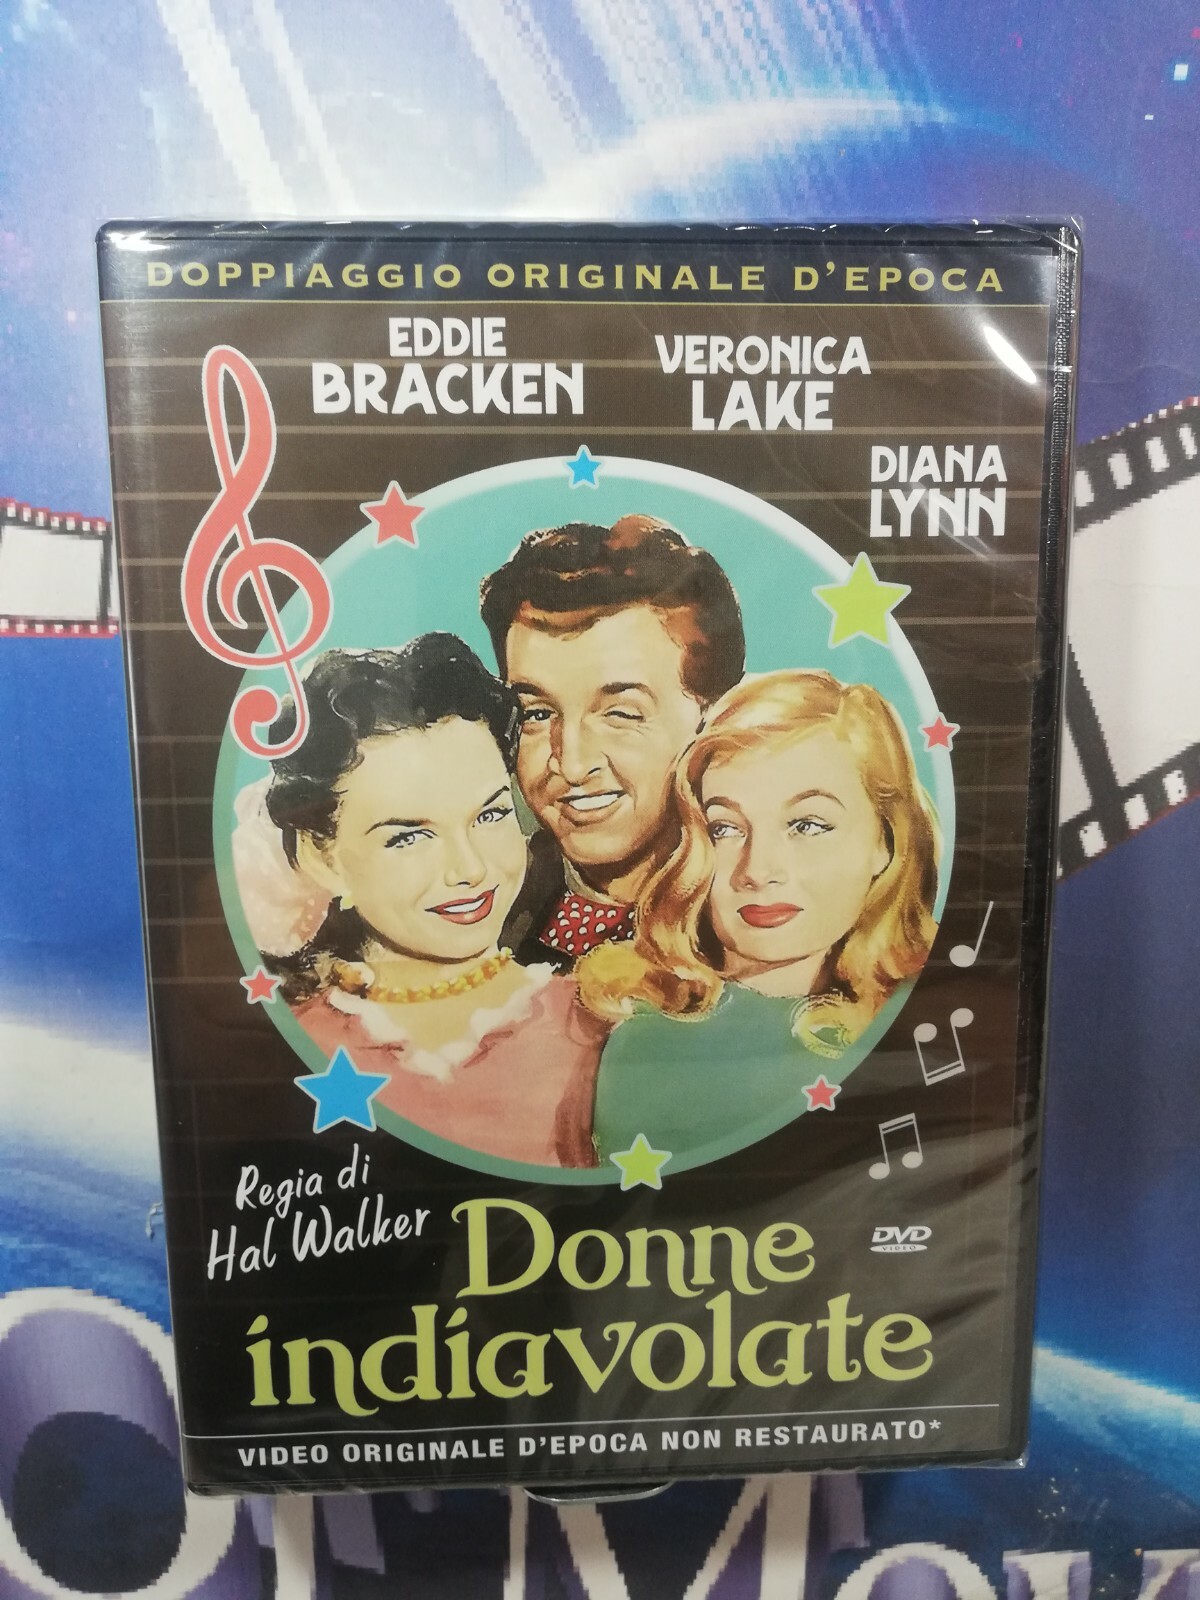 DOPPIAGGIO ORIGINALE D'EPOCA
EDDIE
BRACKEN
VERONICA
LAKE
DIANA
LYNN
Regia di
Hal Walker
DVD
VIDEO
Donne
indiavolate
VIDEO ORIGINALE D'EPOCA NON RESTAURATO*